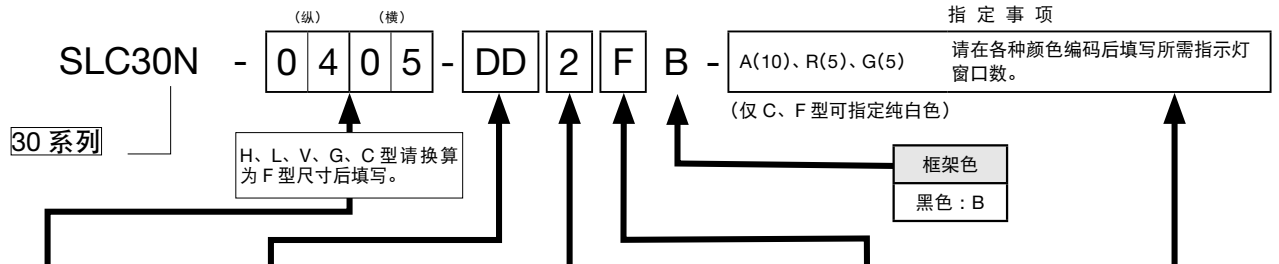 (纵) (横) 指定事项
SLC30N - 0 4 0 5 - DD 2 F B - A(10)、R(5)、G(5) 请在各种颜色编码后填写所需指示灯
窗口数。
(仅 C、F 型可指定纯白色)
30 系列
H、L、V、G、C 型请换算
为 F 型尺寸后填写。
框架色
黑色：B